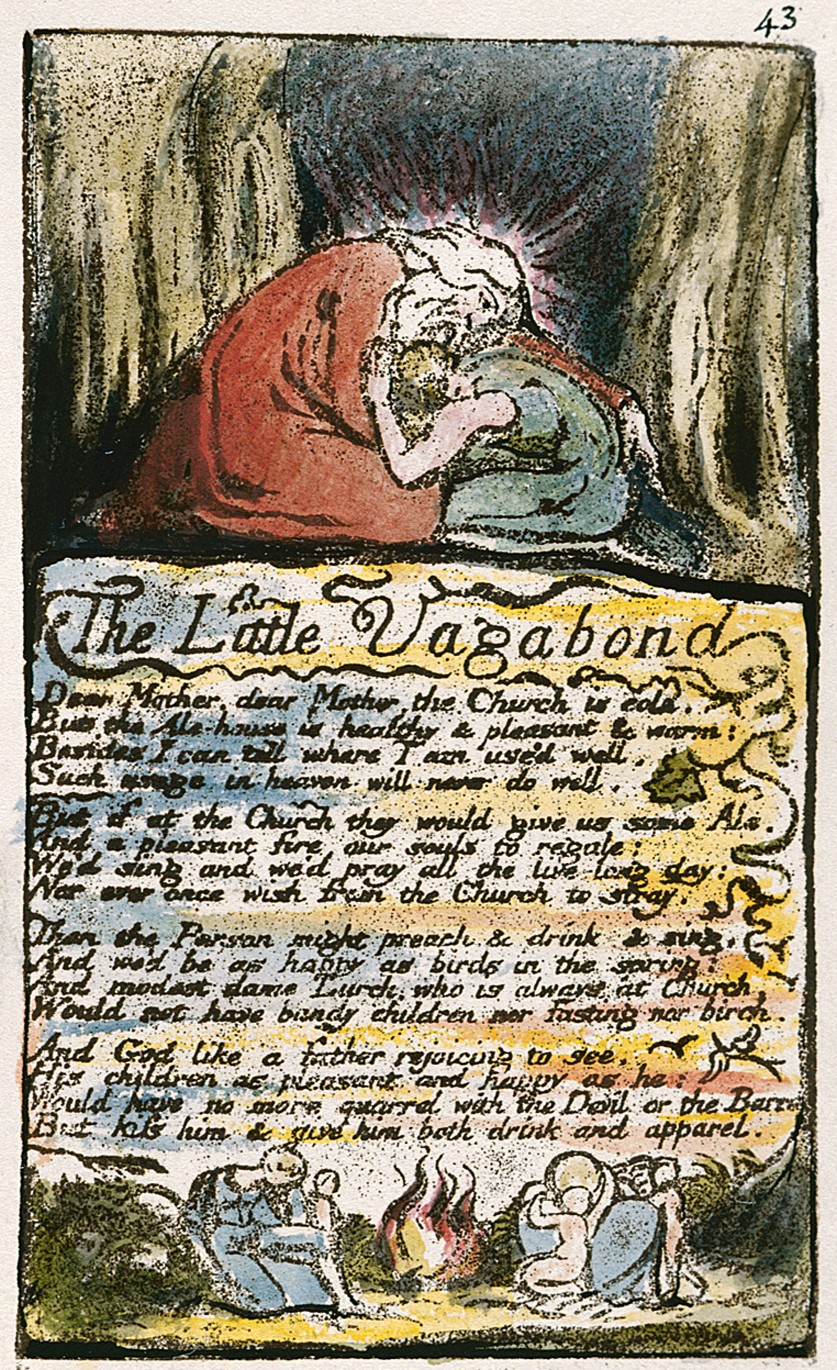 43
The Little Vagabond
Dear Mother, dear Mother, the Church is cold.
But the Ale-house is healthy & pleasant & warm:
Besides I can tell where I am use'd well.
Such usage in heaven will never do well.
But if at the Church they would give us some Ale.
And a pleasant fire, our souls to regale:
We'd sing and we'd pray all the live long day:
Nor ever once wish from the Church to stray.
Then the Parson might preach & drink & sing.
And we'd be as happy as birds in the spring:
And modest dame Lurch, who is always at Church
Would not have bandy children nor fasting nor birch.
And God like a father rejoicing to see.
His children as pleasant and happy as he:
Would have no more quarrel with the Devil or the Barrel
But kiss him & give him both drink and apparel.